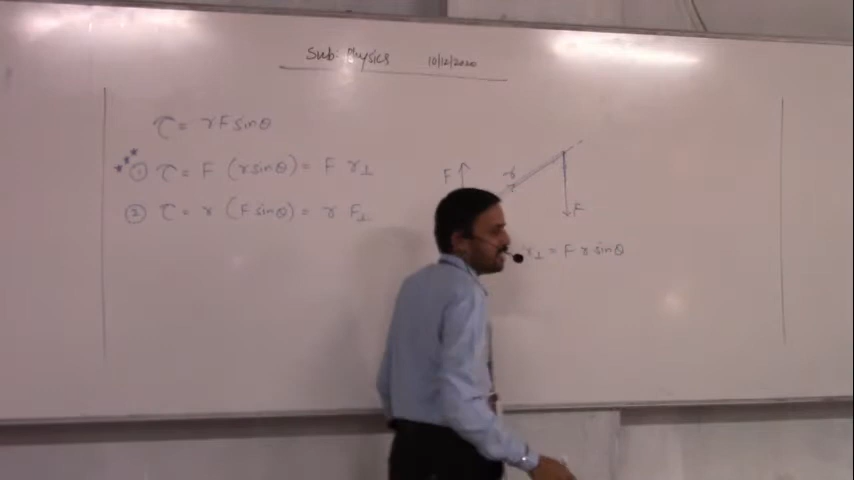 Sub- Physics 10/12/2020
τ = rF sinθ
*** ① τ = F (r sinθ) = F r⊥
② τ = r (F sinθ) = r F⊥
F r
F
r⊥ = F r sinθ